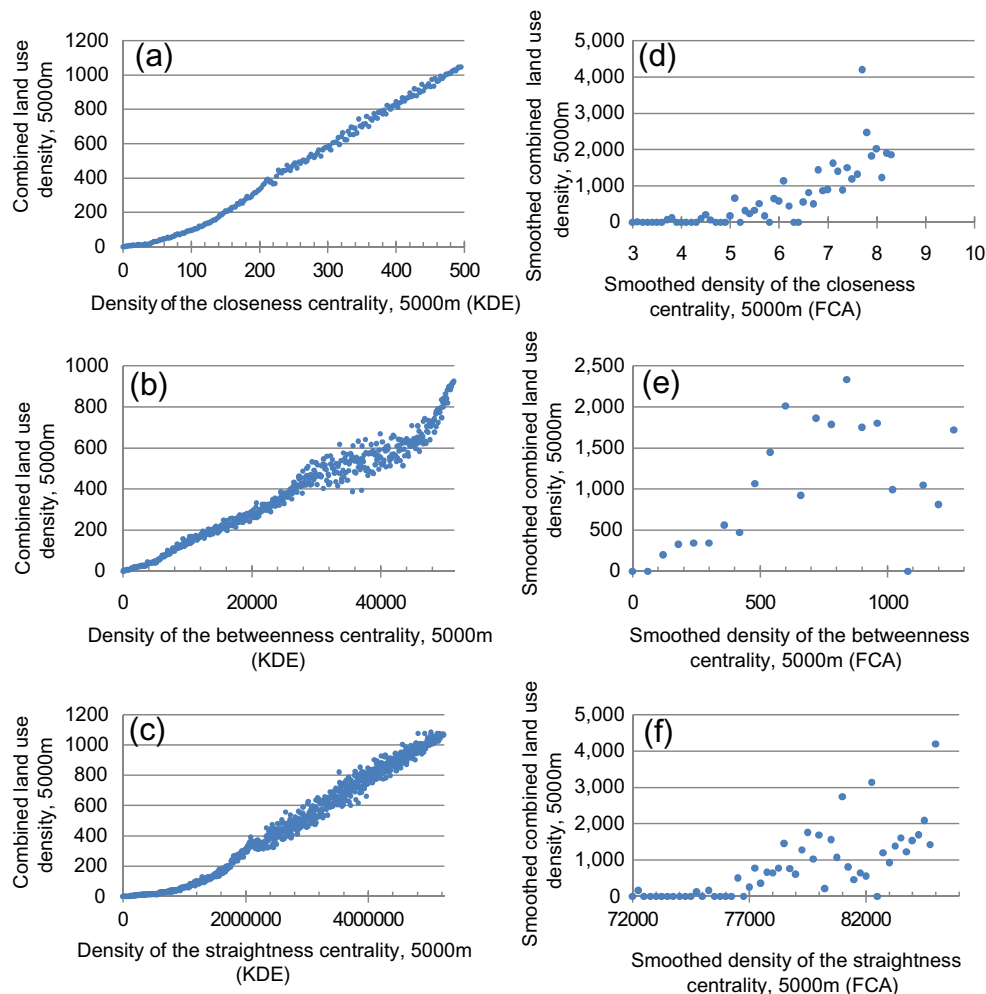 (a)
Combined land use
density, 5000m
1200
1000
800
600
400
200
0
0 100 200 300 400 500
Density of the closeness centrality, 5000m (KDE)
(d)
Smoothed combined land use
density, 5000m
5,000
4,000
3,000
2,000
1,000
0
3 4 5 6 7 8 9 10
Smoothed density of the closeness
centrality, 5000m (FCA)
(b)
Combined land use
density, 5000m
1000
800
600
400
200
0
0 20000 40000
Density of the betweenness centrality, 5000m
(KDE)
(e)
Smoothed combined land use
density, 5000m
2,500
2,000
1,500
1,000
500
0
0 500 1000
Smoothed density of the betweenness
centrality, 5000m (FCA)
(c)
Combined land use
density, 5000m
1200
1000
800
600
400
200
0
0 2000000 4000000
Density of the straightness centrality, 5000m
(KDE)
(f)
Smoothed combined land use
density, 5000m
5,000
4,000
3,000
2,000
1,000
0
72000 77000 82000
Smoothed density of the straightness
centrality, 5000m (FCA)